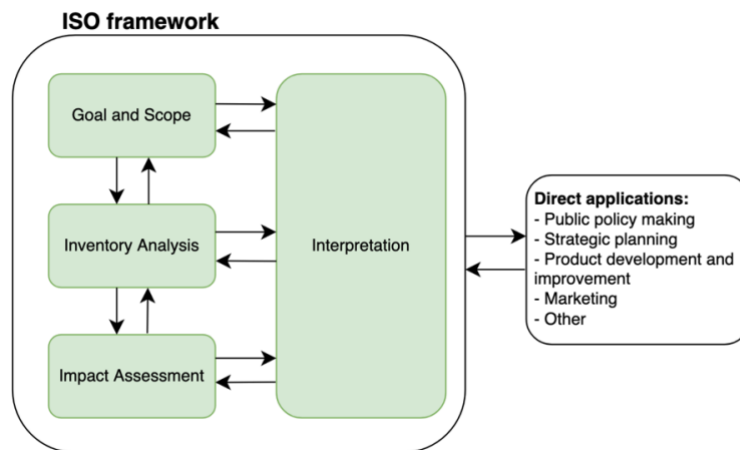 ISO framework
Goal and Scope
Inventory Analysis
Impact Assessment
Interpretation
Direct applications:
- Public policy making
- Strategic planning
- Product development and
improvement
- Marketing
- Other